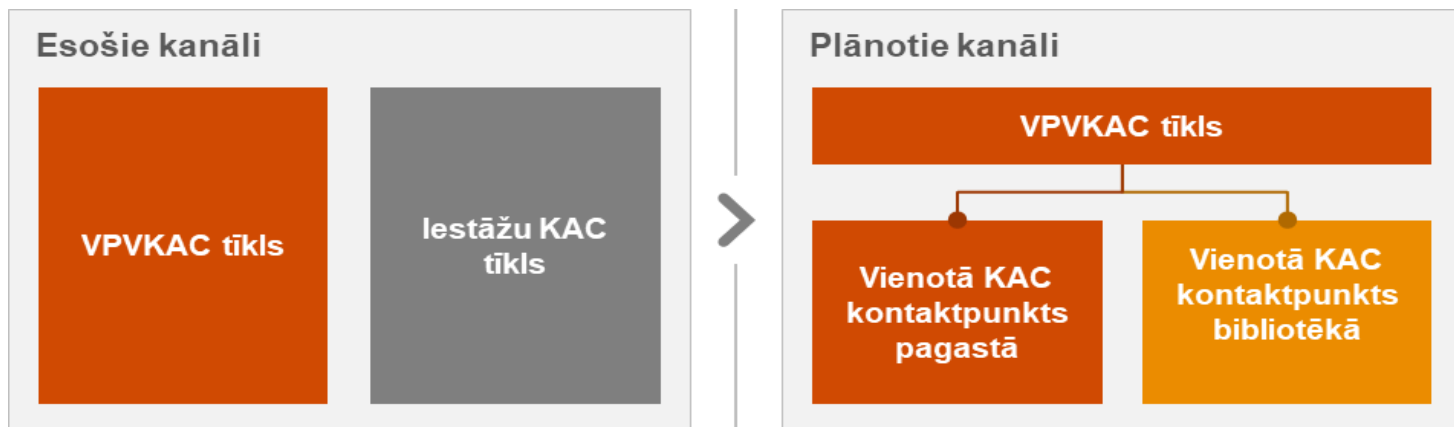 Esošie kanāli
VPVKAC tīkls
Iestāžu KAC
tīkls
Plānotie kanāli
VPVKAC tīkls
Vienotā KAC
kontaktpunkts
pagastā
Vienotā KAC
kontaktpunkts
bibliotēkā